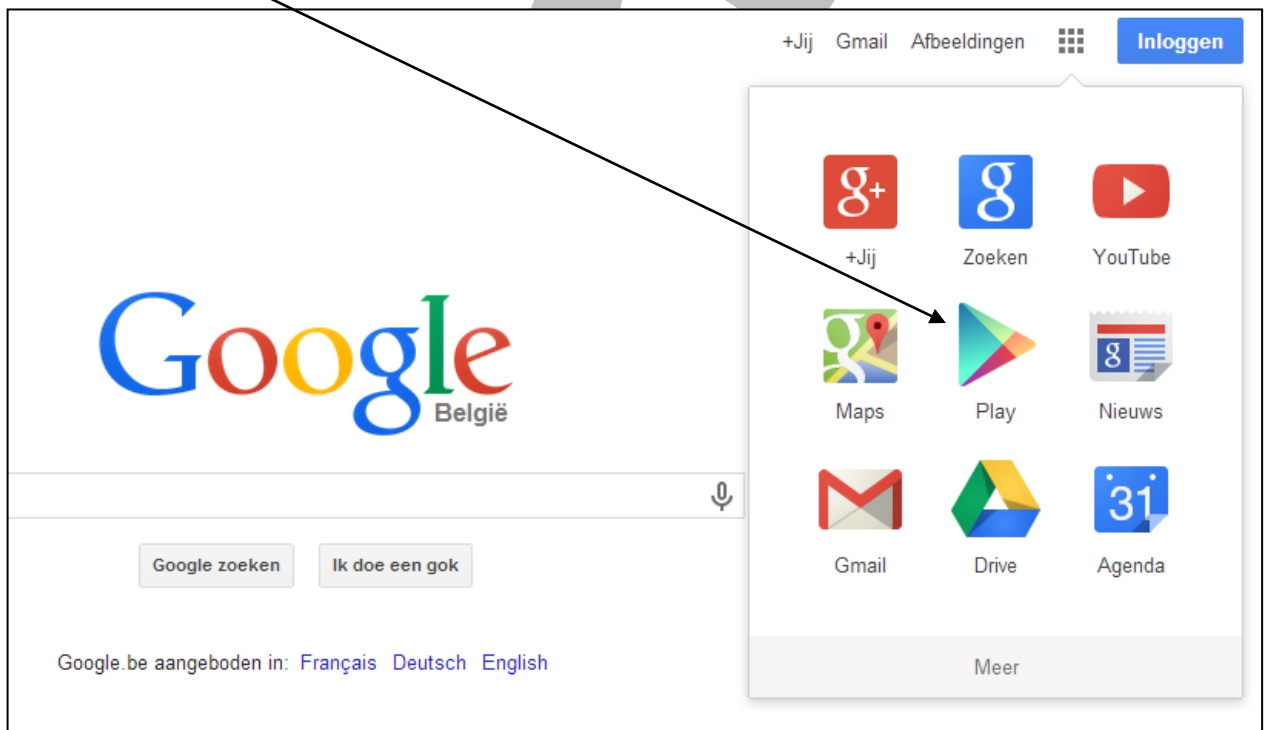 +Jij Gmail Afbeeldingen Inloggen
g+ g
+Jij Zoeken YouTube
g g
Maps Play Nieuws
31
Gmail Drive Agenda
Meer
Google
België
Google zoeken Ik doe een gok
Google.be aangeboden in: Français Deutsch English